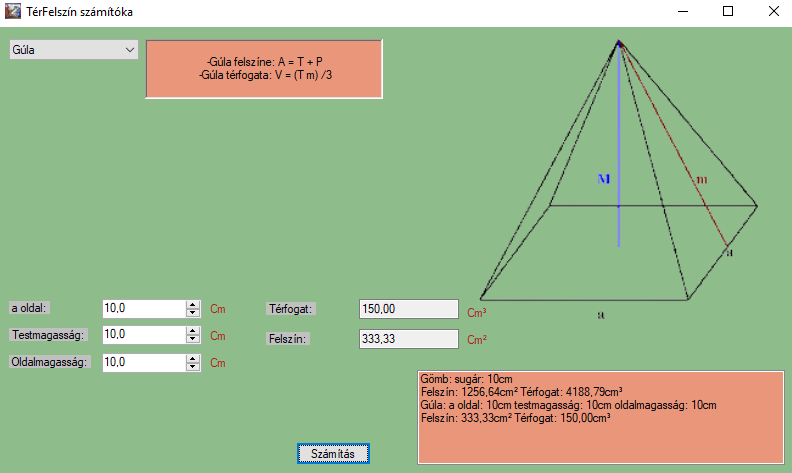 TérFelszín számítóka
Gúla
-Gúla felszíne: A = T + P
-Gúla térfogata: V = (T m) /3
M
m
a
a
a oldal:
10,0
Cm
Térfogat:
150,00
Cm³
Testmagasság:
10,0
Cm
Felszín:
333,33
Cm²
Oldalmagasság:
10,0
Cm
Gömb: sugár: 10cm
Felszín: 1256,64cm² Térfogat: 4188,79cm³
Gúla: a oldal: 10cm testmagasság: 10cm oldalmagasság: 10cm
Felszín: 333,33cm² Térfogat: 150,00cm³
Számítás